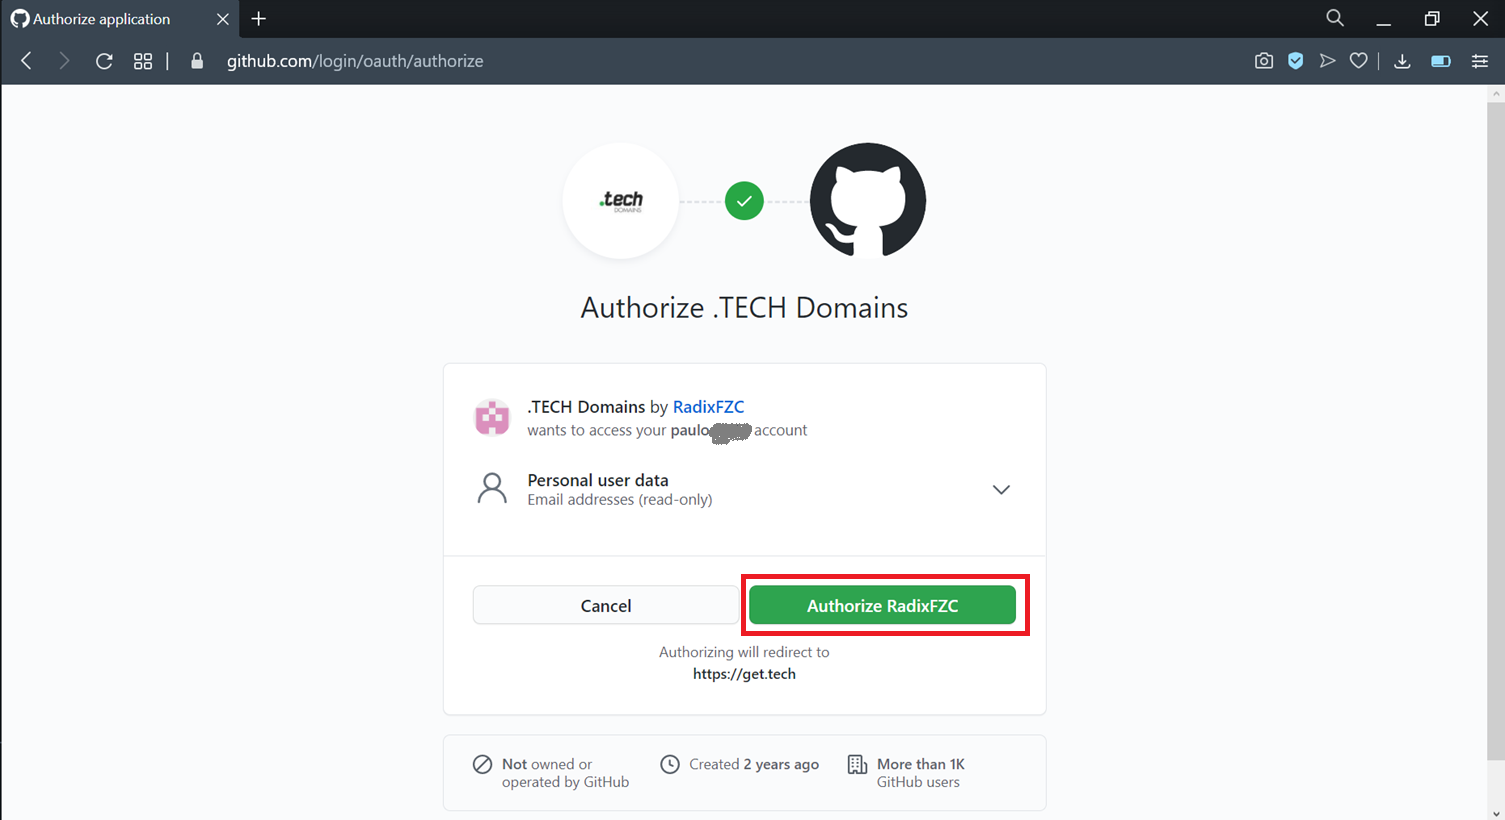 Authorize application
github.com/login/oauth/authorize
.tech
DOMAINS
Authorize .TECH Domains
.TECH Domains by RadixFZC
wants to access your paulo account
Personal user data
Email addresses (read-only)
Cancel
Authorize RadixFZC
Authorizing will redirect to
https://get.tech
Not owned or
operated by GitHub
Created 2 years ago
More than 1K
GitHub users